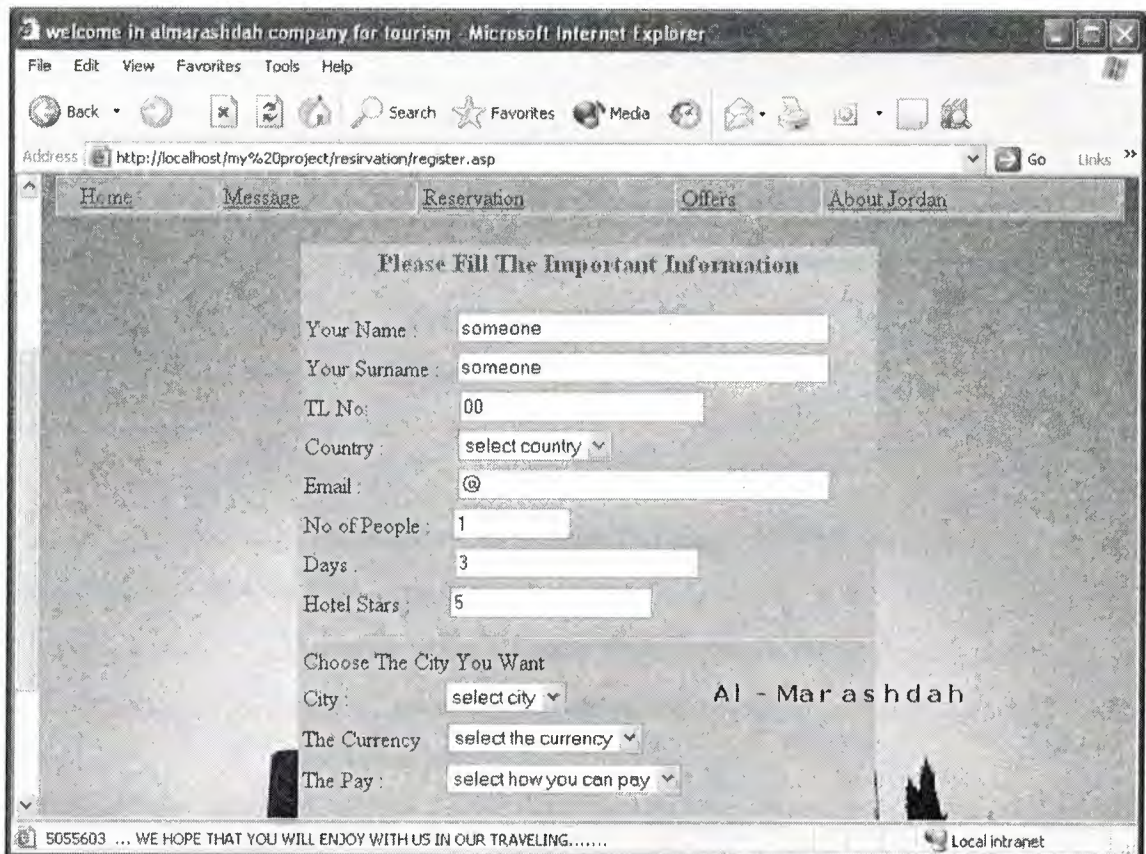 welcome in almarashdah company for tourism - Microsoft Internet Explorer
File Edit View Favorites Tools Help
Back Search Favorites Media
Address http://localhost/my%20project/resirvation/register.asp Go Links »
Home Message Reservation Offers About Jordan
Please Fill The Important Information
Your Name : someone
Your Surname : someone
TL No: 00
Country : select country
Email : @
No of People : 1
Days : 3
Hotel Stars : 5
Choose The City You Want
City : select city
Al - Marashdah
The Currency select the currency
The Pay : select how you can pay
5055603 ... WE HOPE THAT YOU WILL ENJOY WITH US IN OUR TRAVELING....... Local intranet